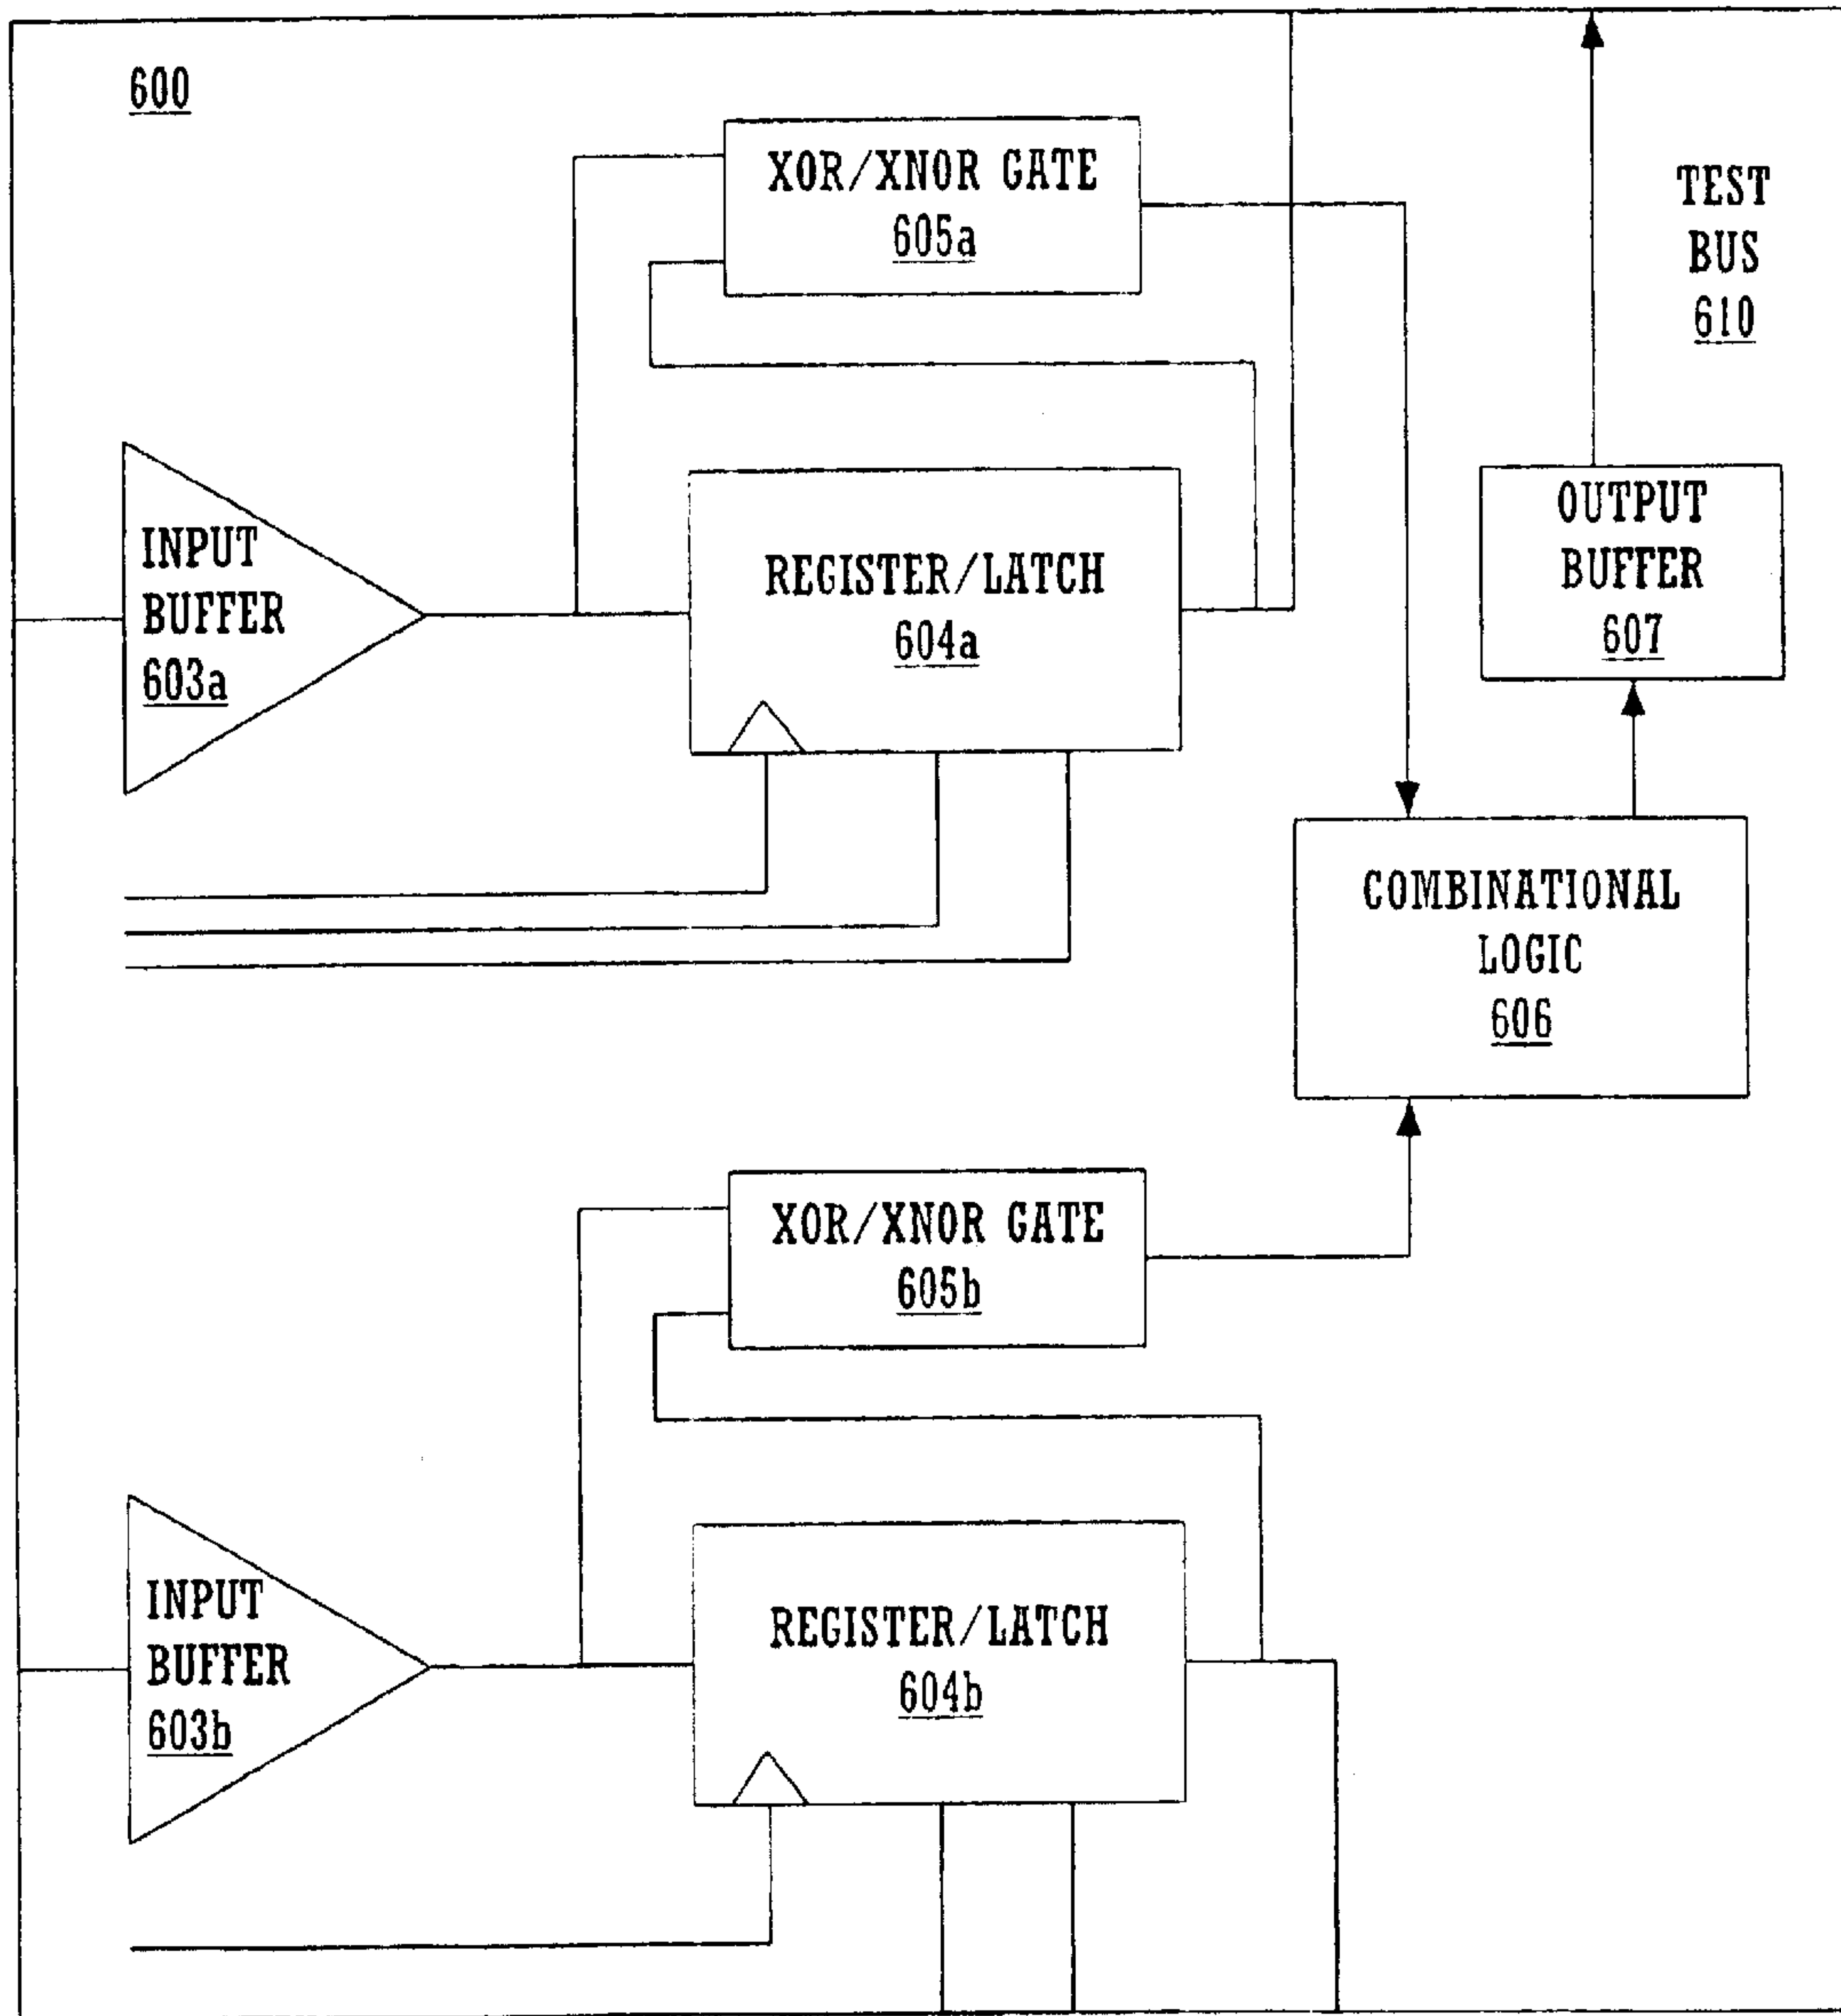 600
XOR/XNOR GATE
605a
TEST
BUS
610
INPUT
BUFFER
603a
REGISTER/LATCH
604a
OUTPUT
BUFFER
607
COMBINATIONAL
LOGIC
606
XOR/XNOR GATE
605b
INPUT
BUFFER
603b
REGISTER/LATCH
604b